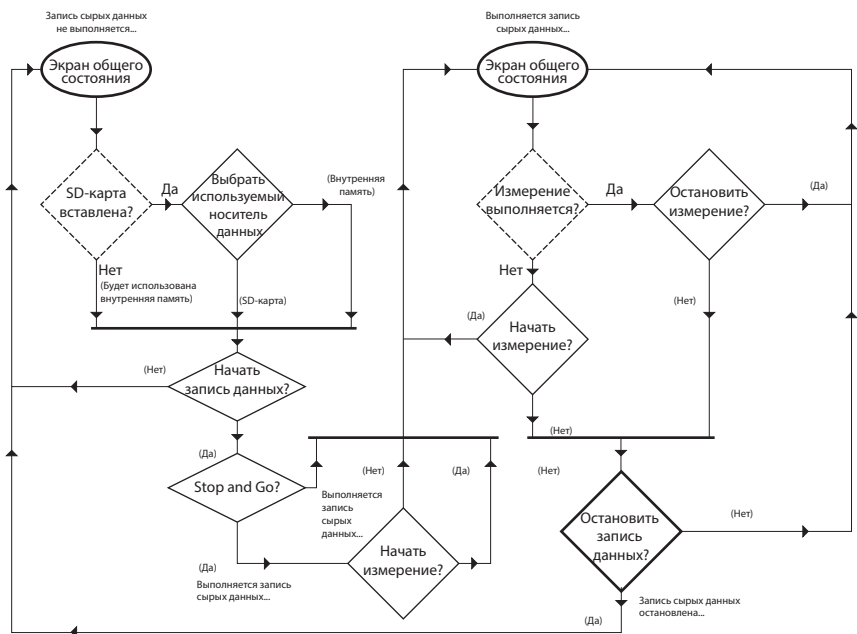 Запись сырых данных
не выполняется...
Экран общего
состояния
SD-карта
вставлена?
Да
Выбрать
используемый
носитель
данных
(Внутренняя
память)
Нет
(Будет использована
внутренняя память)
(SD-карта)
Начать
запись данных?
(Нет)
(Да)
Stop and Go?
(Да)
Выполняется запись
сырых данных...
Выполняется
запись
сырых
данных...
(Нет)
(Да)
Начать
измерение?
Выполняется запись
сырых данных...
Экран общего
состояния
Измерение
выполняется?
Да
Остановить
измерение?
(Да)
Нет
(Да)
Начать
измерение?
(Нет)
(Нет)
(Нет)
Остановить
запись
данных?
(Нет)
(Да)
Запись сырых данных
остановлена...